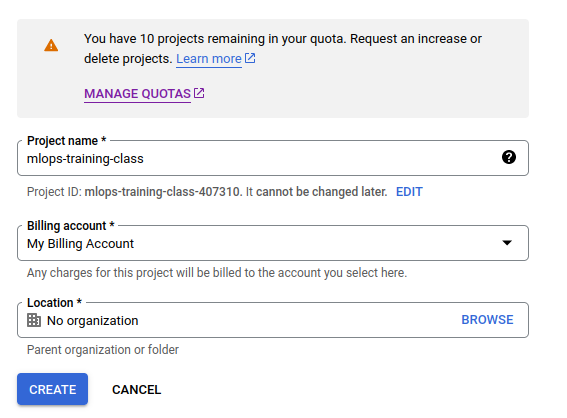 You have 10 projects remaining in your quota. Request an increase or
delete projects. Learn more
MANAGE QUOTAS
Project name *
mlops-training-class
Project ID: mlops-training-class-407310. It cannot be changed later. EDIT
Billing account *
My Billing Account
Any charges for this project will be billed to the account you select here.
Location *
No organization BROWSE
Parent organization or folder
CREATE CANCEL